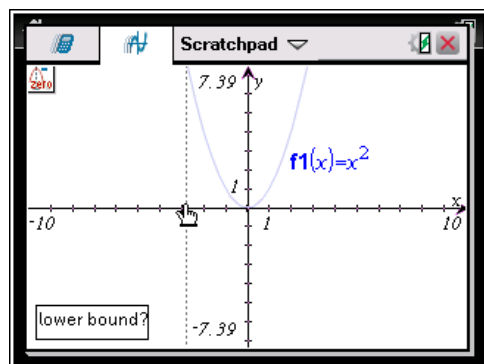 Scratchpad
zero
7.39 y
f1(x)=x²
1
x
-10 1 10
lower bound?
-7.39